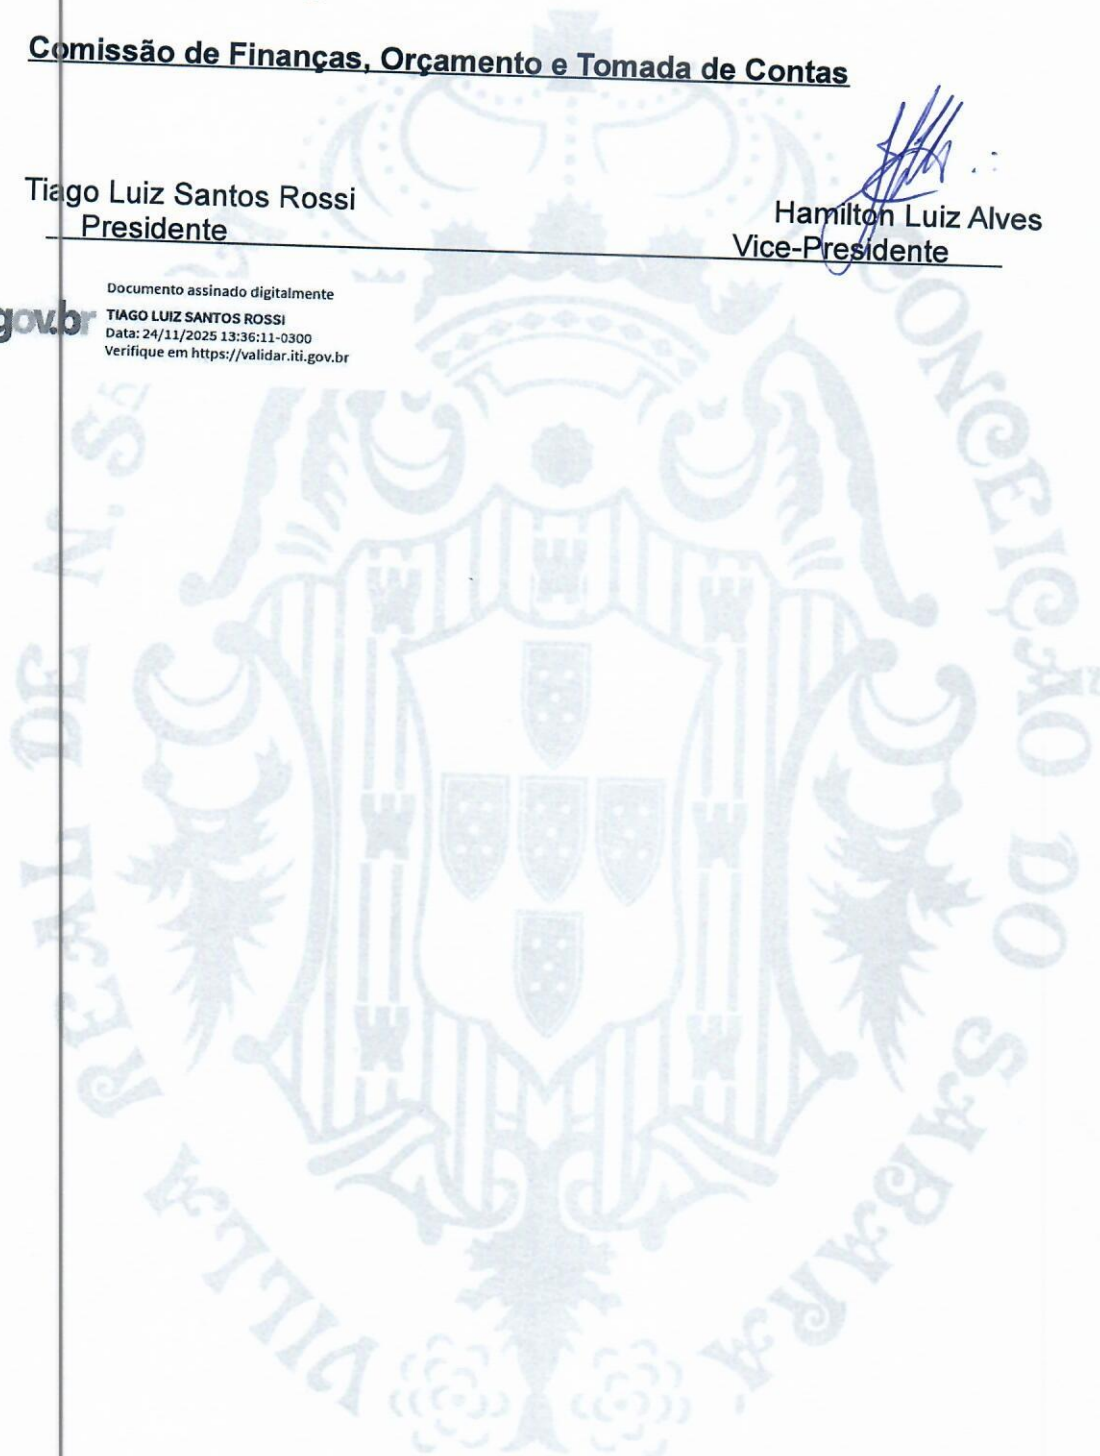 Comissão de Finanças, Orçamento e Tomada de Contas
Tiago Luiz Santos Rossi
Presidente
Hamilton Luiz Alves
Vice-Presidente
gov.br
Documento assinado digitalmente
TIAGO LUIZ SANTOS ROSSI
Data: 24/11/2025 13:36:11-0300
Verifique em https://validar.iti.gov.br
VILLA REAL DE N. Sª DA CONCEIÇÃO DO SABARA